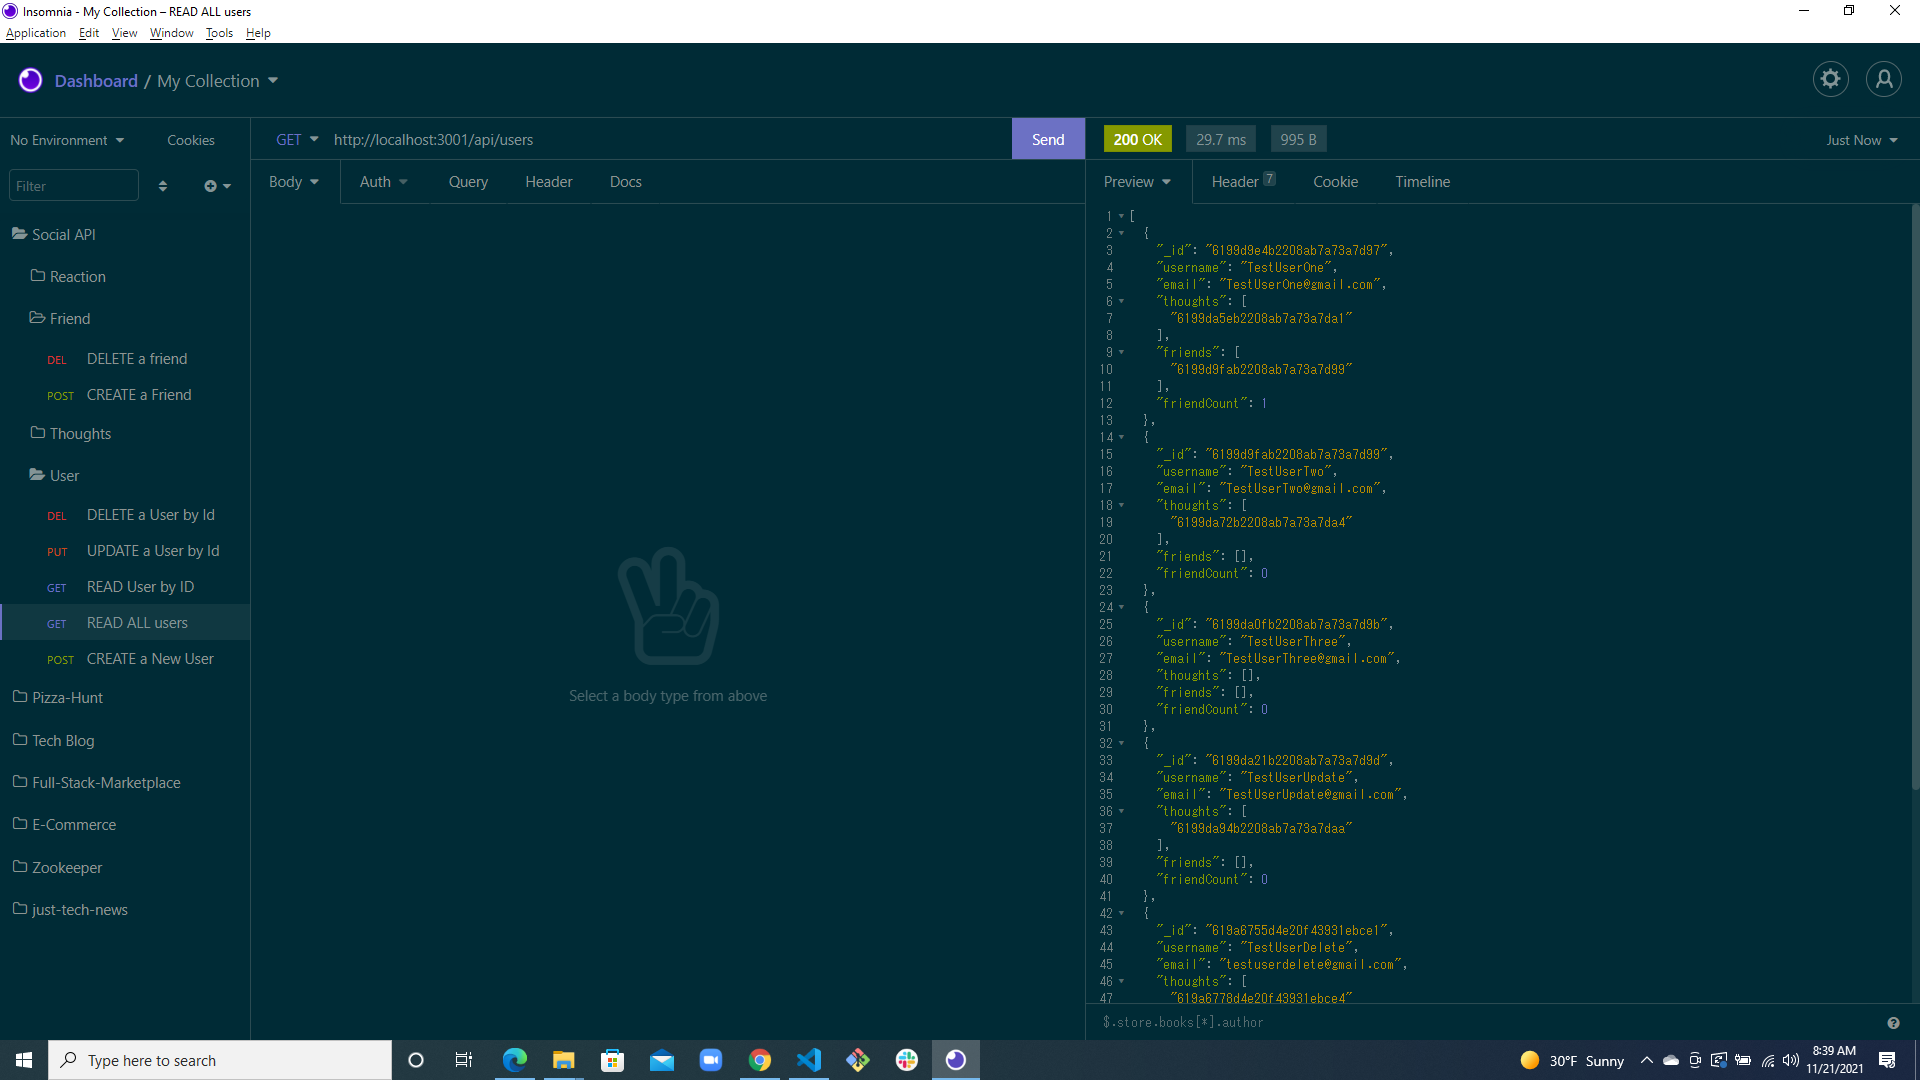 Insomnia - My Collection – READ ALL users
Application Edit View Window Tools Help
Dashboard / My Collection
No Environment Cookies
Filter
Social API
Reaction
Friend
DEL DELETE a friend
POST CREATE a Friend
Thoughts
User
DEL DELETE a User by Id
PUT UPDATE a User by Id
GET READ User by ID
GET READ ALL users
POST CREATE a New User
Pizza-Hunt
Tech Blog
Full-Stack-Marketplace
E-Commerce
Zookeeper
just-tech-news
GET http://localhost:3001/api/users Send
Body Auth Query Header Docs
Select a body type from above
200 OK 29.7 ms 995 B Just Now
Preview Header 7 Cookie Timeline
1 [
2 {
3 "_id": "6199d9e4b2208ab7a73a7d97",
4 "username": "TestUserOne",
5 "email": "TestUserOne@gmail.com",
6 "thoughts": [
7 "6199da5eb2208ab7a73a7da1"
8 ],
9 "friends": [
10 "6199d9fab2208ab7a73a7d99"
11 ],
12 "friendCount": 1
13 },
14 {
15 "_id": "6199d9fab2208ab7a73a7d99",
16 "username": "TestUserTwo",
17 "email": "TestUserTwo@gmail.com",
18 "thoughts": [
19 "6199da72b2208ab7a73a7da4"
20 ],
21 "friends": [],
22 "friendCount": 0
23 },
24 {
25 "_id": "6199da0fb2208ab7a73a7d9b",
26 "username": "TestUserThree",
27 "email": "TestUserThree@gmail.com",
28 "thoughts": [],
29 "friends": [],
30 "friendCount": 0
31 },
32 {
33 "_id": "6199da21b2208ab7a73a7d9d",
34 "username": "TestUserUpdate",
35 "email": "TestUserUpdate@gmail.com",
36 "thoughts": [
37 "6199da94b2208ab7a73a7daa"
38 ],
39 "friends": [],
40 "friendCount": 0
41 },
42 {
43 "_id": "619a6755d4e20f43931ebce1",
44 "username": "TestUserDelete",
45 "email": "testuserdelete@gmail.com",
46 "thoughts": [
47 "619a6778d4e20f43931ebce4"
$.store.books[*].author
Type here to search
30°F Sunny
8:39 AM
11/21/2021